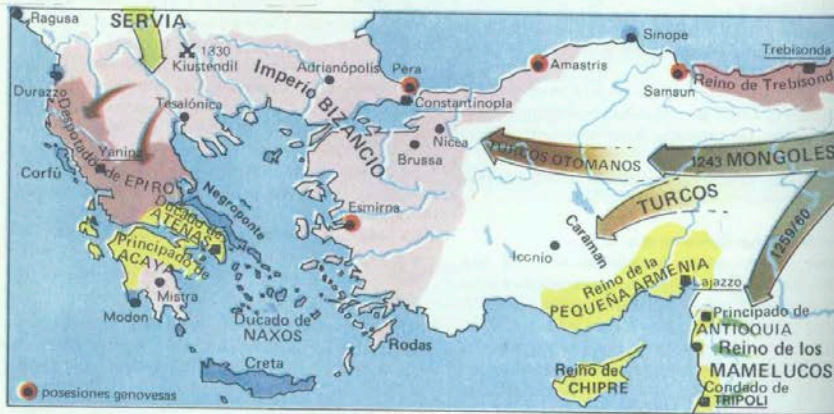 Ragusa
SERVIA
1330
Kiustendil
Adrianópolis
Imperio BIZANCIO
Pera
Constantinopla
Sinope
Amastris
Samsun
Trebisonda
Reino de Trebisond
Durazzo
Despotado de EPIRO
Tesalónica
Yanina
Corfú
Nicea
Brussa
TURCOS OTOMANOS
1243 MONGOLES
TURCOS
1259/60
Negroponte
Ducado de
ATENAS
Principado de
ACAYA
Mistra
Modon
Esmirna
Iconio
Caraman
Reino de la
PEQUEÑA ARMENIA
Lajazzo
Ducado de
NAXOS
Rodas
Creta
Reino de
CHIPRE
Principado de
ANTIOQUIA
Reino de los
MAMELUCOS
Condado de
TRIPOLI
posesiones genovesas